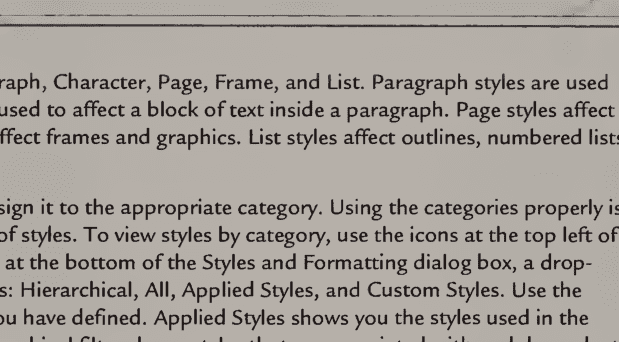 raph, Character, Page, Frame, and List. Paragraph styles are used
used to affect a block of text inside a paragraph. Page styles affect
ffect frames and graphics. List styles affect outlines, numbered lists
sign it to the appropriate category. Using the categories properly is
of styles. To view styles by category, use the icons at the top left of
at the bottom of the Styles and Formatting dialog box, a drop-
s: Hierarchical, All, Applied Styles, and Custom Styles. Use the
ou have defined. Applied Styles shows you the styles used in the